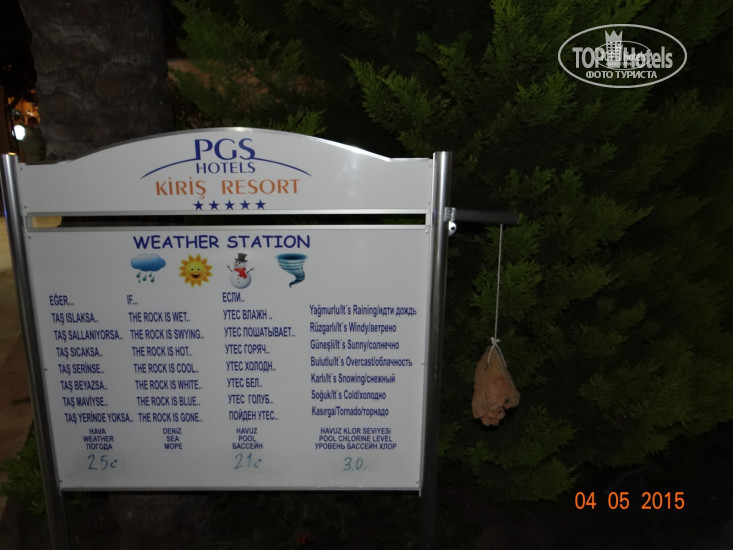 TOP Hotels
ФОТО ТУРИСТА
PGS
HOTELS
KİRİŞ RESORT
WEATHER STATION
EĞER... IF... ЕСЛИ...
TAŞ ISLAKSA.. THE ROCK IS WET.. УТЕС ВЛАЖН .. Yağmurlu/It's Raining/идти дождь
TAŞ SALLANIYORSA.. THE ROCK IS SWYING.. УТЕС ПОШАТЫВАЕТ.. Rüzgarlı/It's Windy/ветрено
TAŞ SICAKSA.. THE ROCK IS HOT.. УТЕС ГОРЯЧ.. Güneşli/It's Sunny/солнечно
TAŞ SERİNSE.. THE ROCK IS COOL.. УТЕС ХОЛОДН.. Bulutlu/It's Overcast/облачность
TAŞ BEYAZSA.. THE ROCK IS WHITE.. УТЕС БЕЛ.. Karlı/It's Snowing/снежный
TAŞ MAVİYSE.. THE ROCK IS BLUE.. УТЕС ГОЛУБ.. Soğuk/It's Cold/холодно
TAŞ YERİNDE YOKSA.. THE ROCK IS GONE.. ПОЙДЕН УТЕС.. Kasırga/Tornado/торнадо
HAVA DENİZ HAVUZ HAVUZ KLOR SEVİYESİ
WEATHER SEA POOL POOL CHLORINE LEVEL
ПОГОДА МОРЕ БАССЕЙН УРОВЕНЬ БАССЕЙН ХЛОР
25c 21c 3.0
04 05 2015